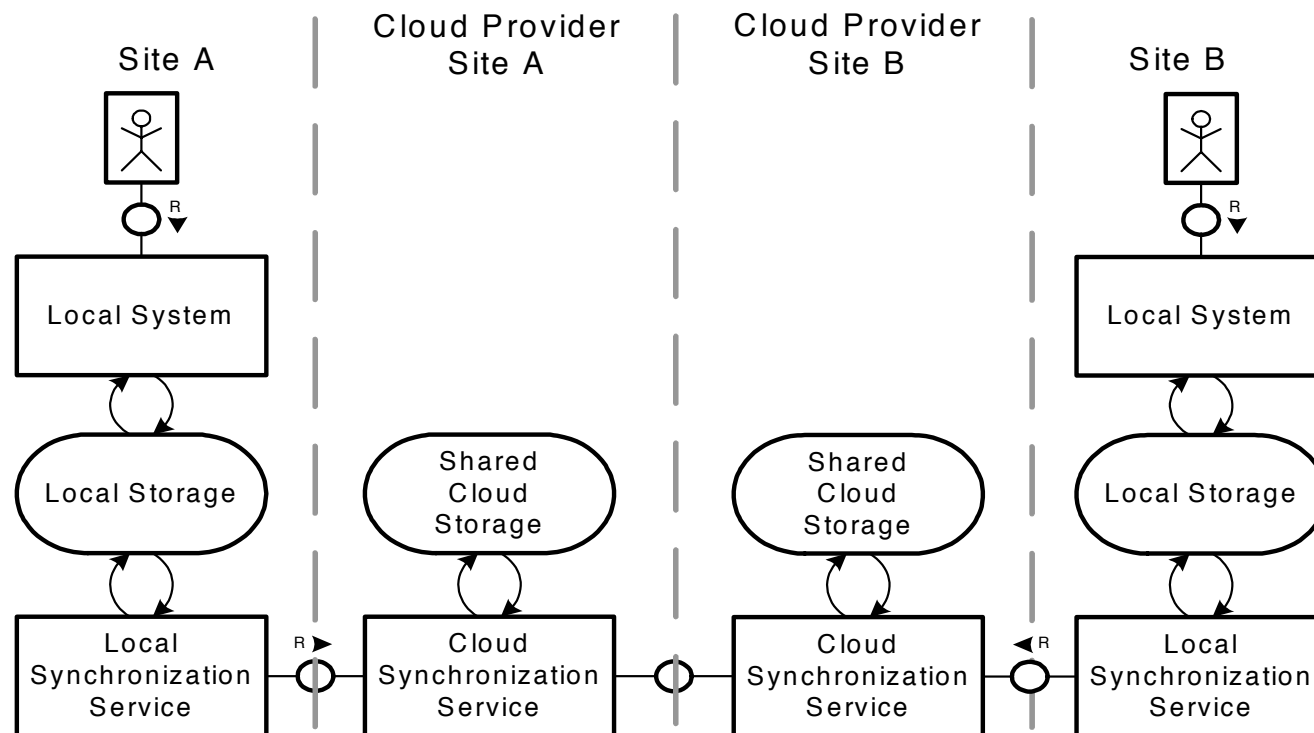 Site A
Cloud Provider
Site A
Cloud Provider
Site B
Site B
R
R
Local System
Local System
Local Storage
Shared
Cloud
Storage
Shared
Cloud
Storage
Local Storage
Local
Synchronization
Service
R
Cloud
Synchronization
Service
Cloud
Synchronization
Service
R
Local
Synchronization
Service